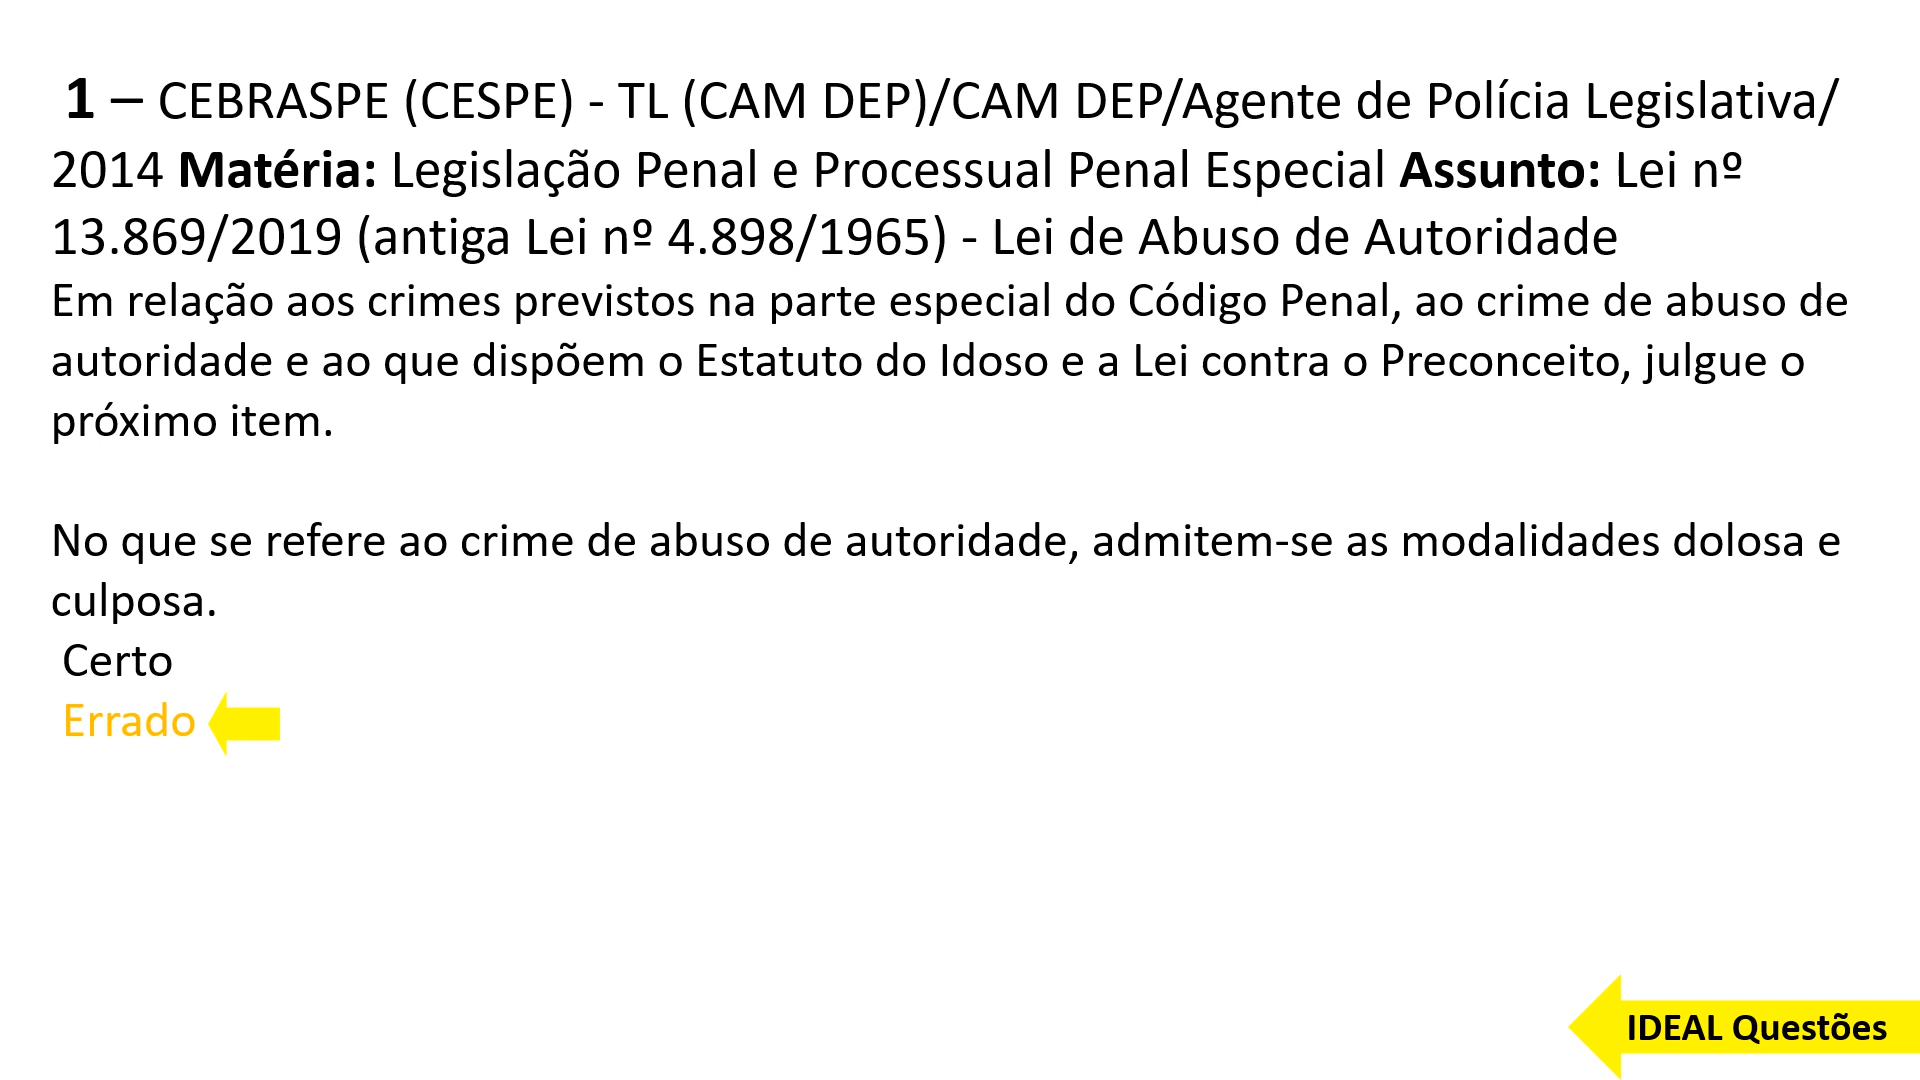 1 – CEBRASPE (CESPE) - TL (CAM DEP)/CAM DEP/Agente de Polícia Legislativa/
2014 Matéria: Legislação Penal e Processual Penal Especial Assunto: Lei nº
13.869/2019 (antiga Lei nº 4.898/1965) - Lei de Abuso de Autoridade
Em relação aos crimes previstos na parte especial do Código Penal, ao crime de abuso de
autoridade e ao que dispõem o Estatuto do Idoso e a Lei contra o Preconceito, julgue o
próximo item.
No que se refere ao crime de abuso de autoridade, admitem-se as modalidades dolosa e
culposa.
Certo
Errado
IDEAL Questões